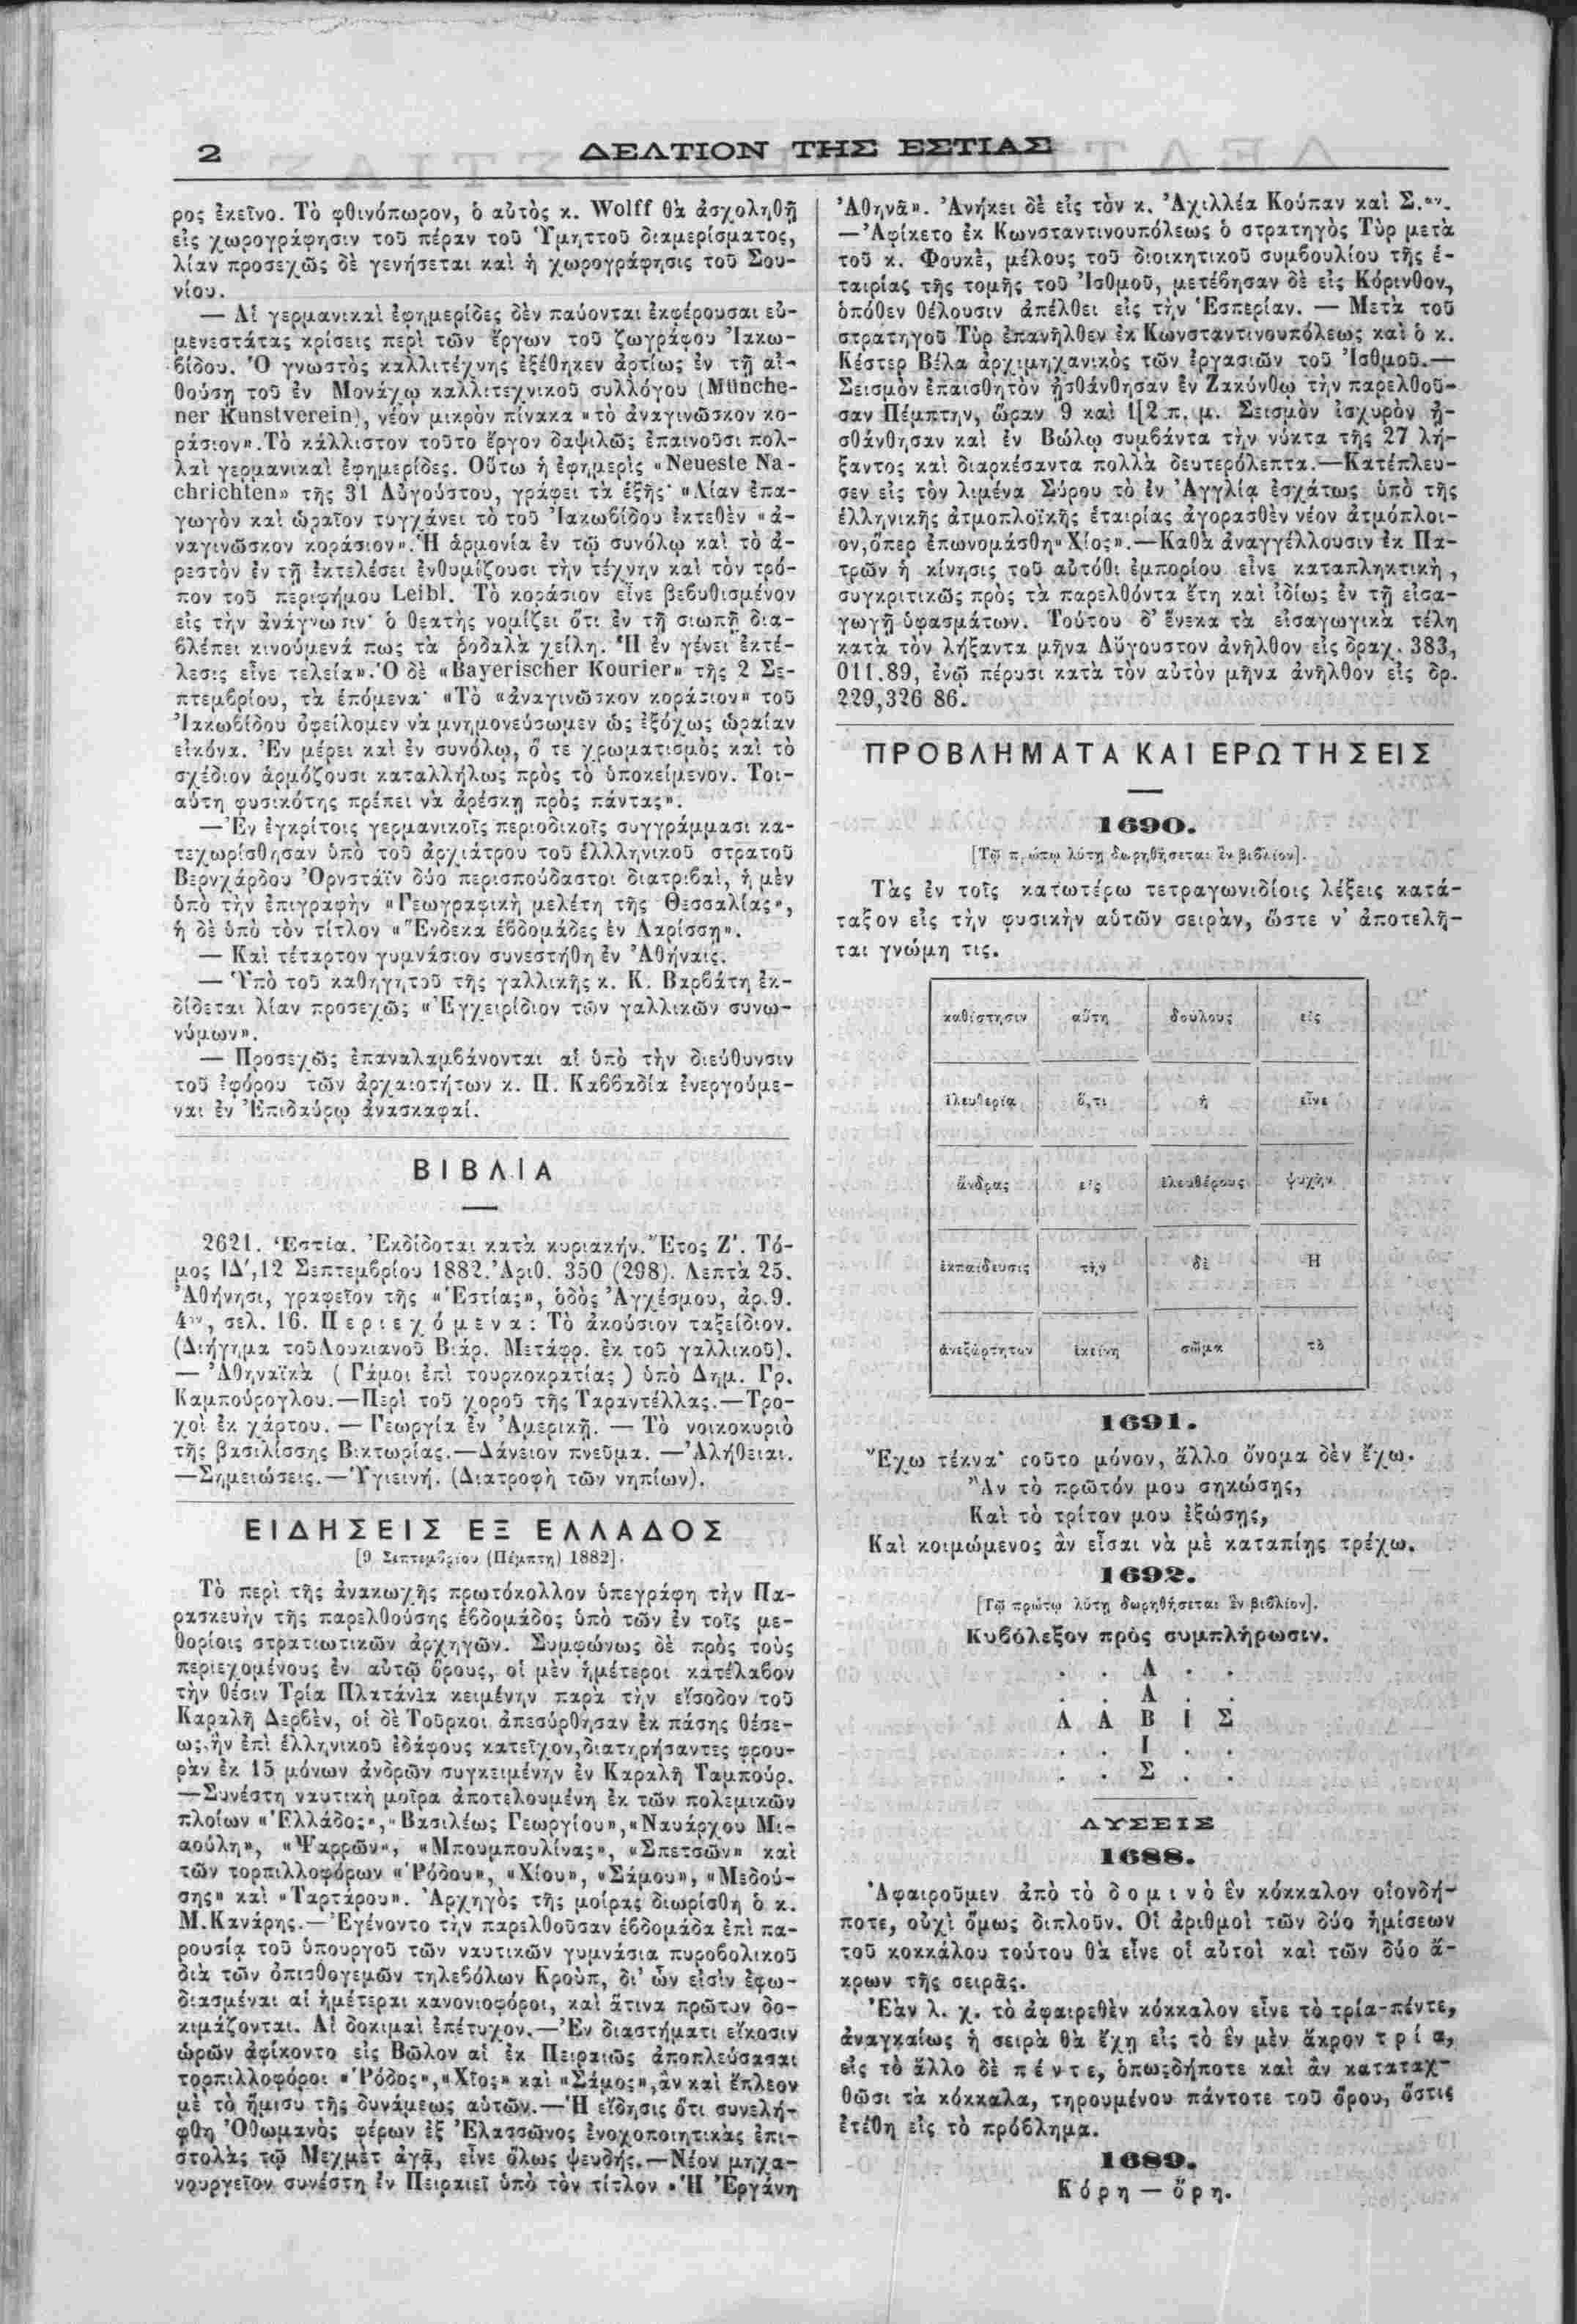 2
ΔΕΛΤΙΟΝ ΤΗΣ ΕΣΤΙΑΣ
ρος ἐκεῖνο. Τὸ φθινόπωρον, ὁ αὐτὸς κ. Wolff θὰ ἀσχοληθῇ
εἰς χωρογράφησιν τοῦ πέραν τοῦ Ὑμηττοῦ διαμερίσματος,
λίαν προσεχῶς δὲ γενήσεται καὶ ἡ χωρογράφησις τοῦ Σου-
νίου.
— Αἱ γερμανικαὶ ἐφημερίδες δὲν παύονται ἐκφέρουσαι εὐ-
μενεστάτας κρίσεις περὶ τῶν ἔργων τοῦ ζωγράφου Ἰακω-
βίδου. Ὁ γνωστὸς καλλιτέχνης ἐξέθηκεν ἀρτίως ἐν τῇ αἰ-
θούσῃ τοῦ ἐν Μονάχῳ καλλιτεχνικοῦ συλλόγου (Münche-
ner Kunstverein), νέον μικρὸν πίνακα «τὸ ἀναγινῶσκον κο-
ράσιον». Τὸ κάλλιστον τοῦτο ἔργον δαψιλῶς ἐπαινοῦσι πολ-
λαὶ γερμανικαὶ ἐφημερίδες. Οὕτω ἡ ἐφημερὶς «Neueste Na-
chrichten» τῆς 31 Αὐγούστου, γράφει τὰ ἑξῆς· «Λίαν ἐπα-
γωγὸν καὶ ὡραῖον τυγχάνει τὸ τοῦ Ἰακωβίδου ἐκτεθὲν «ἀ-
ναγινῶσκον κοράσιον». Ἡ ἁρμονία ἐν τῷ συνόλῳ καὶ τὸ ἀ-
ρεστὸν ἐν τῇ ἐκτελέσει ἐνθυμίζουσι τὴν τέχνην καὶ τὸν τρό-
πον τοῦ περιφήμου Leibl. Τὸ κοράσιον εἶνε βεβυθισμένον
εἰς τὴν ἀνάγνωσιν· ὁ θεατὴς νομίζει ὅτι ἐν τῇ σιωπῇ δια-
βλέπει κινούμενά πως τὰ ῥοδαλὰ χείλη. Ἡ ἐν γένει ἐκτέ-
λεσις εἶνε τελεία». Ὁ δὲ «Bayerischer Kourier» τῆς 2 Σε-
πτεμβρίου, τὰ ἑπόμενα· «Τὸ «ἀναγινῶσκον κοράσιον» τοῦ
Ἰακωβίδου ὀφείλομεν νὰ μνημονεύσωμεν ὡς ἐξόχως ὡραίαν
εἰκόνα. Ἐν μέρει καὶ ἐν συνόλῳ, ὅ τε χρωματισμὸς καὶ τὸ
σχέδιον ἁρμόζουσι καταλλήλως πρὸς τὸ ὑποκείμενον. Τοι-
αύτη φυσικότης πρέπει νὰ ἀρέσκῃ πρὸς πάντας».
— Ἐν ἐγκρίτοις γερμανικοῖς περιοδικοῖς συγγράμμασι κα-
τεχωρίσθησαν ὑπὸ τοῦ ἀρχιάτρου τοῦ ἑλλληνικοῦ στρατοῦ
Βερνχάρδου Ὀρνστάϊν δύο περισπούδαστοι διατριβαὶ, ἡ μὲν
ὑπὸ τὴν ἐπιγραφὴν «Γεωγραφικὴ μελέτη τῆς Θεσσαλίας»,
ἡ δὲ ὑπὸ τὸν τίτλον «Ἕνδεκα ἑβδομάδες ἐν Λαρίσσῃ».
— Καὶ τέταρτον γυμνάσιον συνεστήθη ἐν Ἀθήναις.
— Ὑπὸ τοῦ καθηγητοῦ τῆς γαλλικῆς κ. Κ. Βαρβάτη ἐκ-
δίδεται λίαν προσεχῶς «Ἐγχειρίδιον τῶν γαλλικῶν συνω-
νύμων».
— Προσεχῶς ἐπαναλαμβάνονται αἱ ὑπὸ τὴν διεύθυνσιν
τοῦ ἐφόρου τῶν ἀρχαιοτήτων κ. Π. Καββαδία ἐνεργούμε-
ναι ἐν Ἐπιδαύρῳ ἀνασκαφαί.
ΒΙΒΛΙΑ
2621. Ἑστία. Ἐκδίδοται κατὰ κυριακήν. Ἔτος Ζʹ. Τό-
μος ΙΔʹ, 12 Σεπτεμβρίου 1882. Ἀριθ. 350 (298). Λεπτὰ 25.
Ἀθήνησι, γραφεῖον τῆς «Ἑστίας», ὁδὸς Ἀγχέσμου, ἀρ. 9.
4ον, σελ. 16. Περιεχόμενα: Τὸ ἀκούσιον ταξείδιον.
(Διήγημα τοῦ Λουκιανοῦ Βιάρ. Μετάφρ. ἐκ τοῦ γαλλικοῦ).
— Ἀθηναϊκὰ (Γάμοι ἐπὶ τουρκοκρατίας) ὑπὸ Δημ. Γρ.
Καμπούρογλου. — Περὶ τοῦ χοροῦ τῆς Ταραντέλλας. — Τρο-
χοὶ ἐκ χάρτου. — Γεωργία ἐν Ἀμερικῇ. — Τὸ νοικοκυριὸ
τῆς βασιλίσσης Βικτωρίας. — Δάνειον πνεῦμα. — Ἀλήθειαι.
— Σημειώσεις. — Ὑγιεινή. (Διατροφὴ τῶν νηπίων).
ΕΙΔΗΣΕΙΣ ΕΞ ΕΛΛΑΔΟΣ
[9 Σεπτεμβρίου (Πέμπτη) 1882].
Τὸ περὶ τῆς ἀνακωχῆς πρωτόκολλον ὑπεγράφη τὴν Πα-
ρασκευὴν τῆς παρελθούσης ἑβδομάδος ὑπὸ τῶν ἐν τοῖς με-
θορίοις στρατιωτικῶν ἀρχηγῶν. Συμφώνως δὲ πρὸς τοὺς
περιεχομένους ἐν αὐτῷ ὅρους, οἱ μὲν ἡμέτεροι κατέλαβον
τὴν θέσιν Τρία Πλατάνια κειμένην παρὰ τὴν εἴσοδον τοῦ
Καραλῆ Δερβὲν, οἱ δὲ Τοῦρκοι ἀπεσύρθησαν ἐκ πάσης θέσε-
ως, ἣν ἐπὶ ἑλληνικοῦ ἐδάφους κατεῖχον, διατηρήσαντες φρου-
ρὰν ἐκ 15 μόνων ἀνδρῶν συγκειμένην ἐν Καραλῆ Ταμπούρ.
— Συνέστη ναυτικὴ μοῖρα ἀποτελουμένη ἐκ τῶν πολεμικῶν
πλοίων «Ἑλλάδος», «Βασιλέως Γεωργίου», «Ναυάρχου Μι-
αούλη», «Ψαρρῶν», «Μπουμπουλίνας», «Σπετσῶν» καὶ
τῶν τορπιλλοφόρων «Ῥόδου», «Χίου», «Σάμου», «Μεδού-
σης» καὶ «Ταρτάρου». Ἀρχηγὸς τῆς μοίρας διωρίσθη ὁ κ.
Μ. Κανάρης. — Ἐγένοντο τὴν παρελθοῦσαν ἑβδομάδα ἐπὶ πα-
ρουσίᾳ τοῦ ὑπουργοῦ τῶν ναυτικῶν γυμνάσια πυροβολικοῦ
διὰ τῶν ὀπισθογεμῶν τηλεβόλων Κροὺπ, δι' ὧν εἰσὶν ἐφω-
διασμέναι αἱ ἡμέτεραι κανονιοφόροι, καὶ ἅτινα πρῶτον δο-
κιμάζονται. Αἱ δοκιμαὶ ἐπέτυχον. — Ἐν διαστήματι εἴκοσιν
ὡρῶν ἀφίκοντο εἰς Βῶλον αἱ ἐκ Πειραιῶς ἀποπλεύσασαι
τορπιλλοφόροι «Ῥόδος», «Χῖος» καὶ «Σάμος», ἂν καὶ ἔπλεον
μὲ τὸ ἥμισυ τῆς δυνάμεως αὐτῶν. — Ἡ εἴδησις ὅτι συνελή-
φθη Ὀθωμανὸς φέρων ἐξ Ἐλασσῶνος ἐνοχοποιητικὰς ἐπι-
στολὰς τῷ Μεχμὲτ ἀγᾷ, εἶνε ὅλως ψευδής. — Νέον μηχα-
νουργεῖον συνέστη ἐν Πειραιεῖ ὑπὸ τὸν τίτλον «Ἡ Ἐργάνη
Ἀθηνᾶ». Ἀνήκει δὲ εἰς τὸν κ. Ἀχιλλέα Κούπαν καὶ Σ.ον.
— Ἀφίκετο ἐκ Κωνσταντινουπόλεως ὁ στρατηγὸς Τὺρ μετὰ
τοῦ κ. Φουκὲ, μέλους τοῦ διοικητικοῦ συμβουλίου τῆς ἑ-
ταιρίας τῆς τομῆς τοῦ Ἰσθμοῦ, μετέβησαν δὲ εἰς Κόρινθον,
ὁπόθεν θέλουσιν ἀπέλθει εἰς τὴν Ἑσπερίαν. — Μετὰ τοῦ
στρατηγοῦ Τὺρ ἐπανῆλθεν ἐκ Κωνσταντινουπόλεως καὶ ὁ κ.
Κέστερ Βέλα ἀρχιμηχανικὸς τῶν ἐργασιῶν τοῦ Ἰσθμοῦ. —
Σεισμὸν ἐπαισθητὸν ᾐσθάνθησαν ἐν Ζακύνθῳ τὴν παρελθοῦ-
σαν Πέμπτην, ὥραν 9 καὶ 1[2 π. μ. Σεισμὸν ἰσχυρὸν ᾐ-
σθάνθησαν καὶ ἐν Βώλῳ συμβάντα τὴν νύκτα τῆς 27 λή-
ξαντος καὶ διαρκέσαντα πολλὰ δευτερόλεπτα. — Κατέπλευ-
σεν εἰς τὸν λιμένα Σύρου τὸ ἐν Ἀγγλίᾳ ἐσχάτως ὑπὸ τῆς
ἑλληνικῆς ἀτμοπλοϊκῆς ἑταιρίας ἀγορασθὲν νέον ἀτμόπλοι-
ον, ὅπερ ἐπωνομάσθη «Χίος». — Καθὰ ἀναγγέλλουσιν ἐκ Πα-
τρῶν ἡ κίνησις τοῦ αὐτόθι ἐμπορίου εἶνε καταπληκτικὴ,
συγκριτικῶς πρὸς τὰ παρελθόντα ἔτη καὶ ἰδίως ἐν τῇ εἰσα-
γωγῇ ὑφασμάτων. Τούτου δ' ἕνεκα τὰ εἰσαγωγικὰ τέλη
κατὰ τὸν λήξαντα μῆνα Αὔγουστον ἀνῆλθον εἰς δραχ. 383,
011.89, ἐνῷ πέρυσι κατὰ τὸν αὐτὸν μῆνα ἀνῆλθον εἰς δρ.
229,326 86.
ΠΡΟΒΛΗΜΑΤΑ ΚΑΙ ΕΡΩΤΗΣΕΙΣ
1690.
[Τῷ πρώτῳ λύτῃ δωρηθήσεται ἓν βιβλίον].
Τὰς ἐν τοῖς κατωτέρω τετραγωνιδίοις λέξεις κατά-
ταξον εἰς τὴν φυσικὴν αὑτῶν σειρὰν, ὥστε ν' ἀποτελῆ-
ται γνώμη τις.
καθίστησιν αὕτη δούλους εἰς
ἐλευθερία ὅ,τι ἡ εἶνε
ἄνδρας εἰς ἐλευθέρους ψυχὴν
ἐκπαίδευσις τὴν δὲ Ἡ
ἀνεξάρτητον ἐκείνη σῶμα τὸ
1691.
Ἔχω τέκνα· τοῦτο μόνον, ἄλλο ὄνομα δὲν ἔχω.
Ἂν τὸ πρῶτόν μου σηκώσῃς,
Καὶ τὸ τρίτον μου ἐξώσῃς,
Καὶ κοιμώμενος ἂν εἶσαι νὰ μὲ καταπίῃς τρέχω.
1692.
[Τῷ πρώτῳ λύτῃ δωρηθήσεται ἓν βιβλίον].
Κυβόλεξον πρὸς συμπλήρωσιν.
. . Λ . .
. . Α . .
Λ Α Β Ι Σ
. . Ι . .
. . Σ . .
ΛΥΣΕΙΣ
1688.
Ἀφαιροῦμεν ἀπὸ τὸ δομινὸ ἓν κόκκαλον οἱονδή-
ποτε, οὐχὶ ὅμως διπλοῦν. Οἱ ἀριθμοὶ τῶν δύο ἡμίσεων
τοῦ κοκκάλου τούτου θὰ εἶνε οἱ αὐτοὶ καὶ τῶν δύο ἄ-
κρων τῆς σειρᾶς.
Ἐὰν λ. χ. τὸ ἀφαιρεθὲν κόκκαλον εἶνε τὸ τρία-πέντε,
ἀναγκαίως ἡ σειρὰ θὰ ἔχῃ εἰς τὸ ἓν μὲν ἄκρον τρία,
εἰς τὸ ἄλλο δὲ πέντε, ὁπωςδήποτε καὶ ἂν καταταχ-
θῶσι τὰ κόκκαλα, τηρουμένου πάντοτε τοῦ ὅρου, ὅστις
ἐτέθη εἰς τὸ πρόβλημα.
1689.
Κόρη — ὄρη.